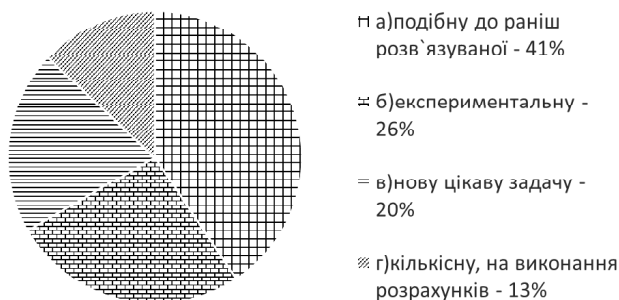 а)подібну до раніш
розв`язуваної - 41%
б)експериментальну -
26%
в)нову цікаву задачу -
20%
г)кількісну, на виконання
розрахунків - 13%